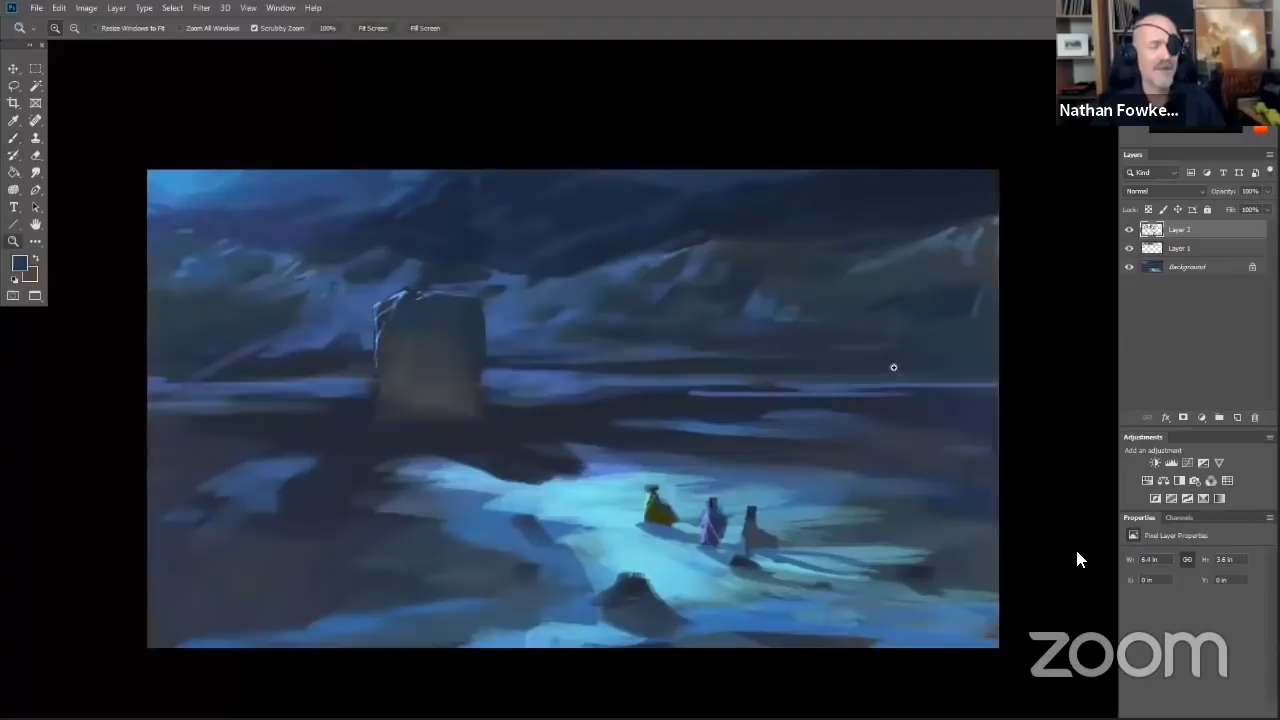 File Edit Image Layer Type Select Filter 3D View Window Help
Resize Windows to Fit Zoom All Windows Scrubby Zoom 100% Fit Screen Fill Screen
Nathan Fowke...
Layers
Kind
Normal Opacity: 100%
Lock: Fill: 100%
Layer 2
Layer 1
Background
Adjustments
Add an adjustment
Properties Channels
Pixel Layer Properties
W: 6.4 in H: 3.6 in
X: 0 in Y: 0 in
zoom